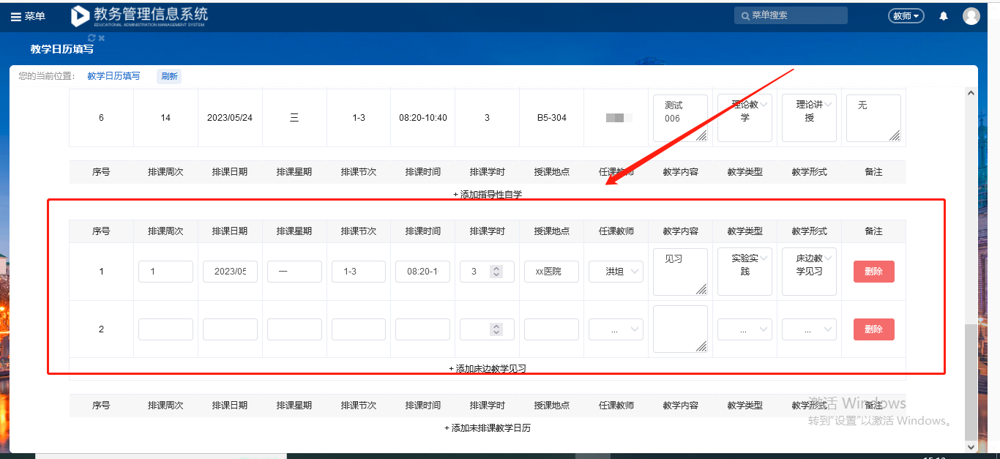 菜单 教务管理信息系统 菜单搜索 教师
EDUCATIONAL ADMINISTRATION MANAGEMENT SYSTEM
教学日历填写
您的当前位置： 教学日历填写 刷新
6 14 2023/05/24 三 1-3 08:20-10:40 3 B5-304 测试 006 理论教学 理论讲授 无
序号 排课周次 排课日期 排课星期 排课节次 排课时间 排课学时 授课地点 任课教师 教学内容 教学类型 教学形式 备注
+ 添加指导性自学
序号 排课周次 排课日期 排课星期 排课节次 排课时间 排课学时 授课地点 任课教师 教学内容 教学类型 教学形式 备注
1 1 2023/05 一 1-3 08:20-1 3 xx医院 洪坦 见习 实验实践 床边教学见习 删除
2 ... ... ... 删除
+ 添加床边教学见习
序号 排课周次 排课日期 排课星期 排课节次 排课时间 排课学时 授课地点 任课教师 教学内容 教学类型 教学形式 备注
+ 添加未排课教学日历
激活 Windows
转到"设置"以激活 Windows。